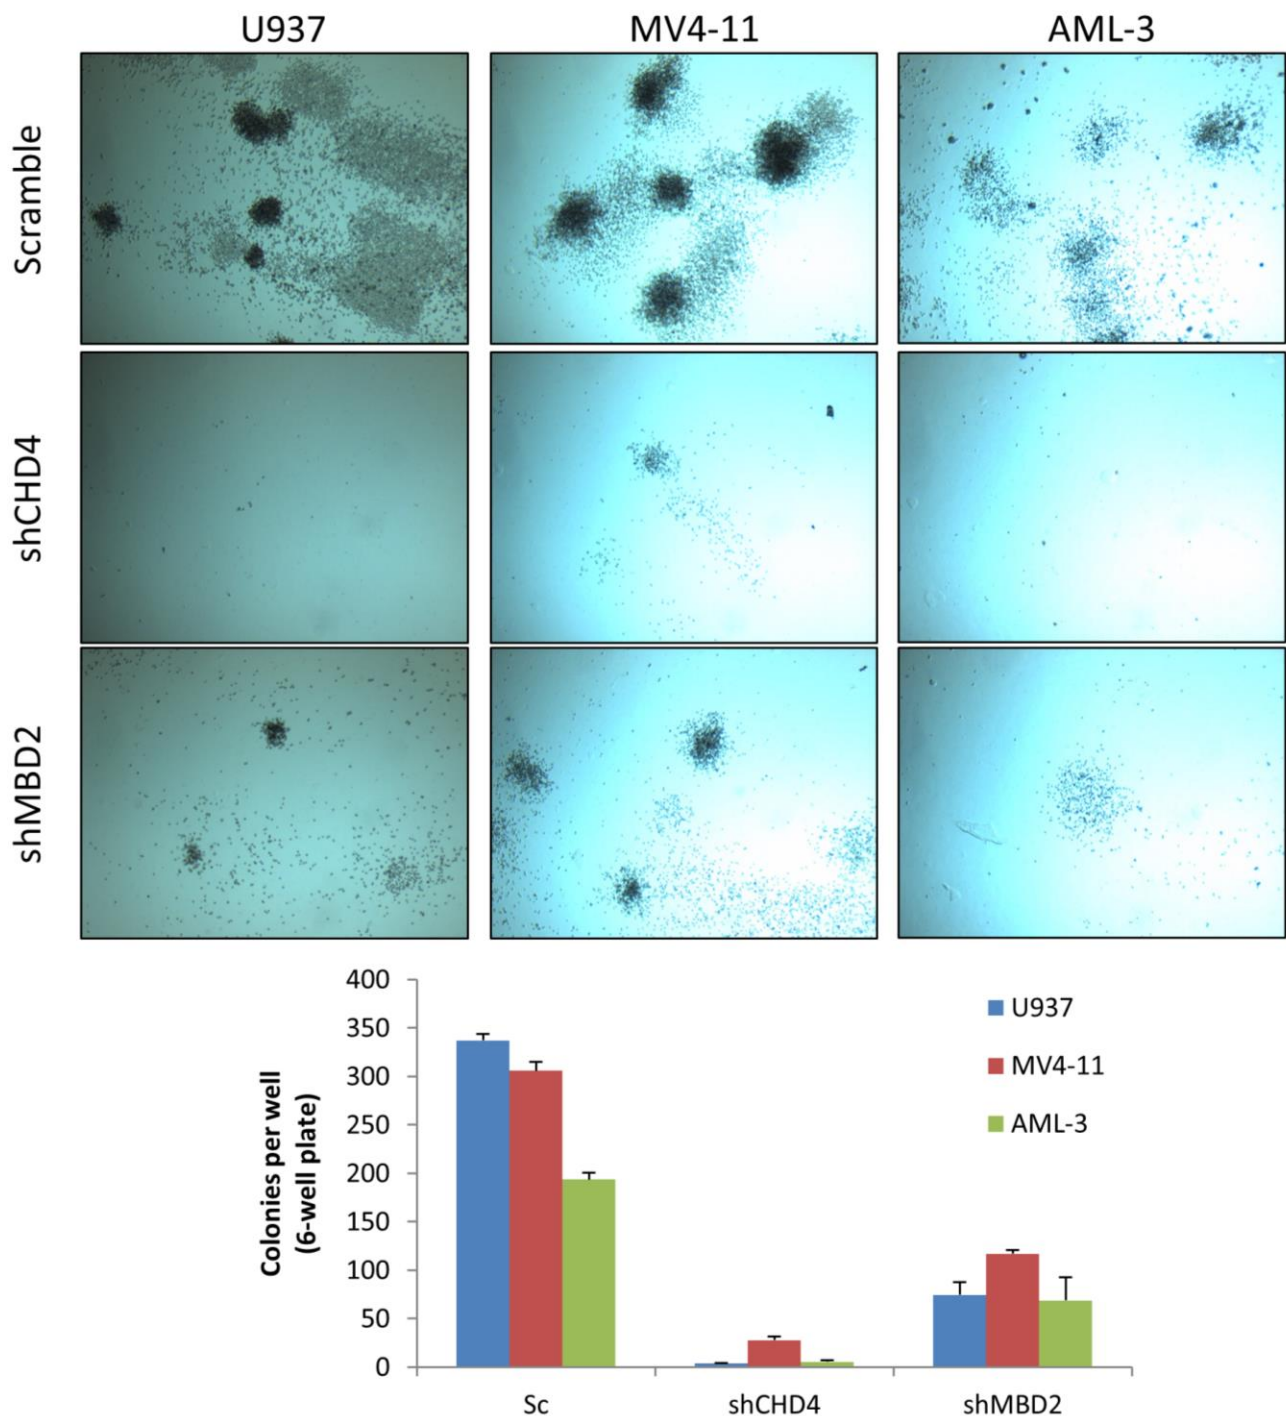 U937
MV4-11
AML-3
Scramble
shCHD4
shMBD2
400
350
300
250
200
150
100
50
0
Colonies per well
(6-well plate)
U937
MV4-11
AML-3
Sc
shCHD4
shMBD2